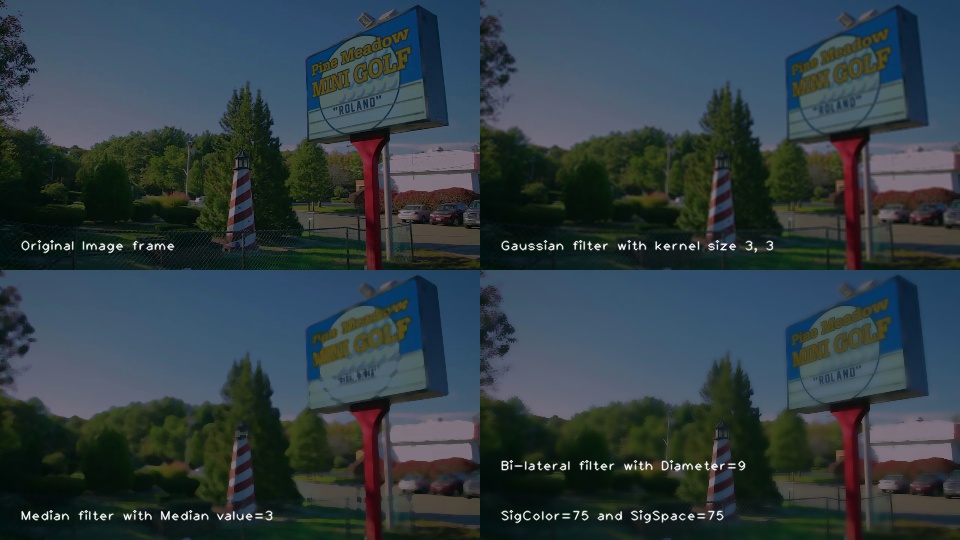 Pine Meadow
MINI GOLF
"ROLAND"
Original Image frame
Pine Meadow
MINI GOLF
"ROLAND"
Gaussian filter with kernel size 3, 3
Pine Meadow
MINI GOLF
Median filter with Median value=3
Pine Meadow
MINI GOLF
"ROLAND"
Bi-lateral filter with Diameter=9
SigColor=75 and SigSpace=75